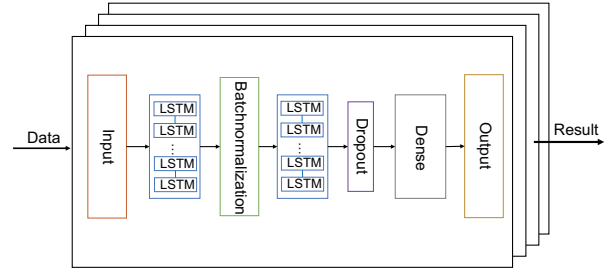 Data
Input
LSTM
LSTM
...
LSTM
LSTM
Batchnormalization
LSTM
LSTM
...
LSTM
LSTM
Dropout
Dense
Output
Result